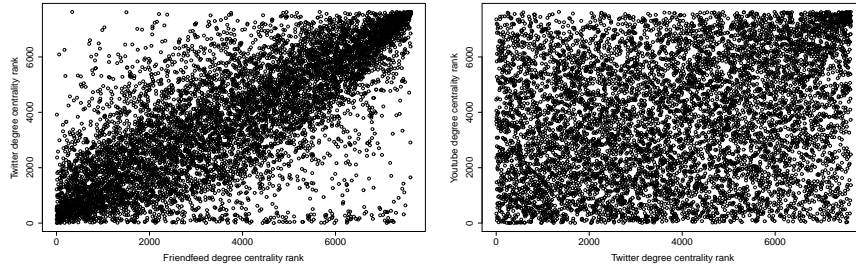 Twitter degree centrality rank
0 2000 4000 6000
0 2000 4000 6000
Friendfeed degree centrality rank
Youtube degree centrality rank
0 2000 4000 6000
0 2000 4000 6000
Twitter degree centrality rank